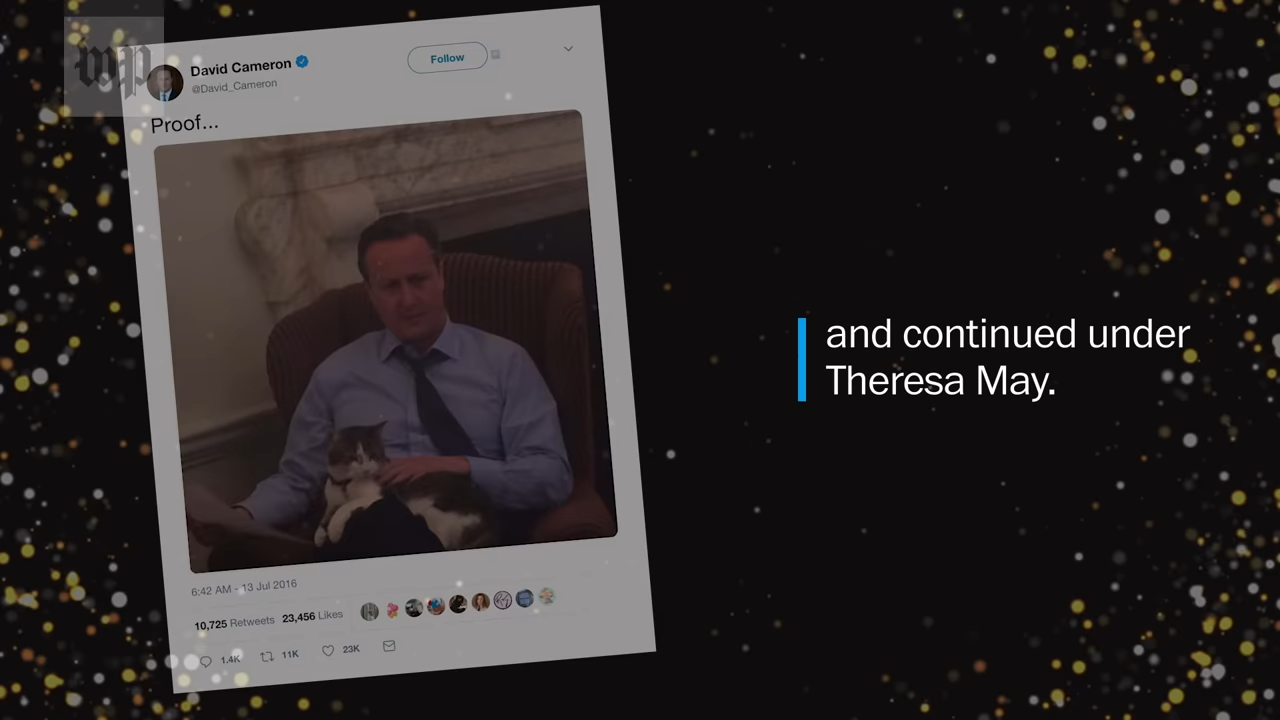 wp
David Cameron
Follow
@David_Cameron
Proof...
and continued under
Theresa May.
6:42 AM - 13 Jul 2016
10,725 Retweets 23,456 Likes
1.4K 11K 23K